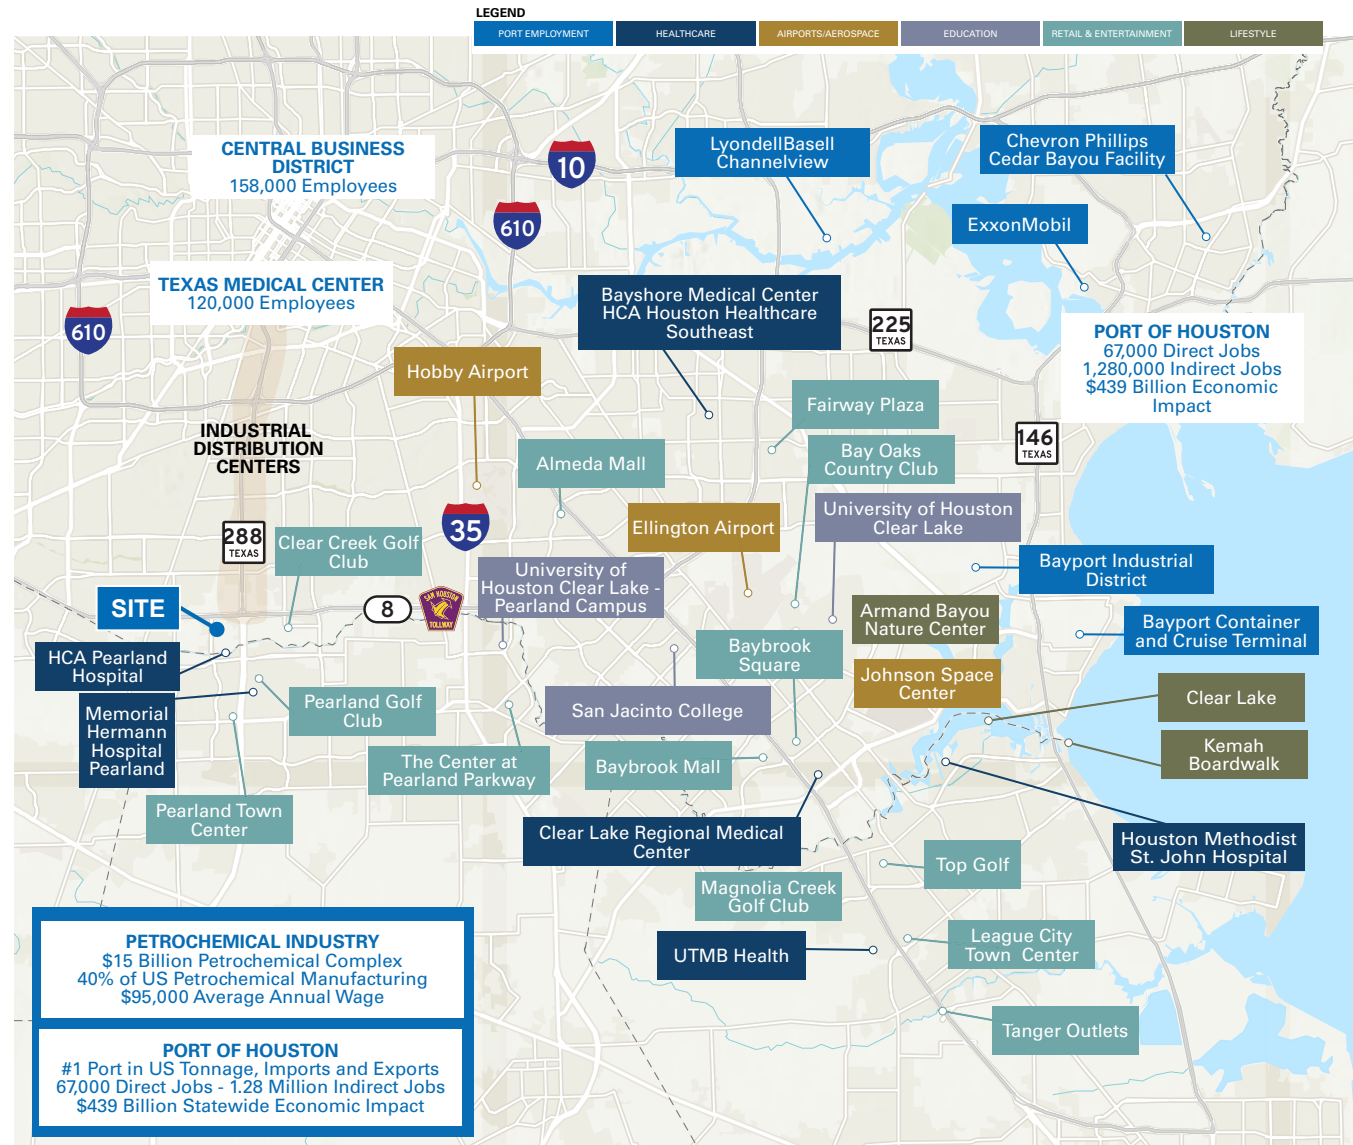 LEGEND
PORT EMPLOYMENT
HEALTHCARE
AIRPORTS/AEROSPACE
EDUCATION
RETAIL & ENTERTAINMENT
LIFESTYLE
CENTRAL BUSINESS
DISTRICT
158,000 Employees
10
LyondellBasell
Channelview
Chevron Phillips
Cedar Bayou Facility
610
ExxonMobil
TEXAS MEDICAL CENTER
120,000 Employees
610
Bayshore Medical Center
HCA Houston Healthcare
Southeast
225
TEXAS
PORT OF HOUSTON
67,000 Direct Jobs
1,280,000 Indirect Jobs
$439 Billion Economic
Impact
Hobby Airport
Fairway Plaza
INDUSTRIAL
DISTRIBUTION
CENTERS
Almeda Mall
Bay Oaks
Country Club
146
TEXAS
288
TEXAS
Clear Creek Golf
Club
35
Ellington Airport
University of Houston
Clear Lake
University of
Houston Clear Lake -
Pearland Campus
Bayport Industrial
District
SITE
8
SAM HOUSTON
TOLLWAY
Armand Bayou
Nature Center
Bayport Container
and Cruise Terminal
HCA Pearland
Hospital
Baybrook
Square
Johnson Space
Center
Clear Lake
Memorial
Hermann
Hospital
Pearland
Pearland Golf
Club
San Jacinto College
Kemah
Boardwalk
The Center at
Pearland Parkway
Baybrook Mall
Pearland Town
Center
Clear Lake Regional Medical
Center
Houston Methodist
St. John Hospital
Top Golf
Magnolia Creek
Golf Club
UTMB Health
League City
Town Center
Tanger Outlets
PETROCHEMICAL INDUSTRY
$15 Billion Petrochemical Complex
40% of US Petrochemical Manufacturing
$95,000 Average Annual Wage
PORT OF HOUSTON
#1 Port in US Tonnage, Imports and Exports
67,000 Direct Jobs - 1.28 Million Indirect Jobs
$439 Billion Statewide Economic Impact